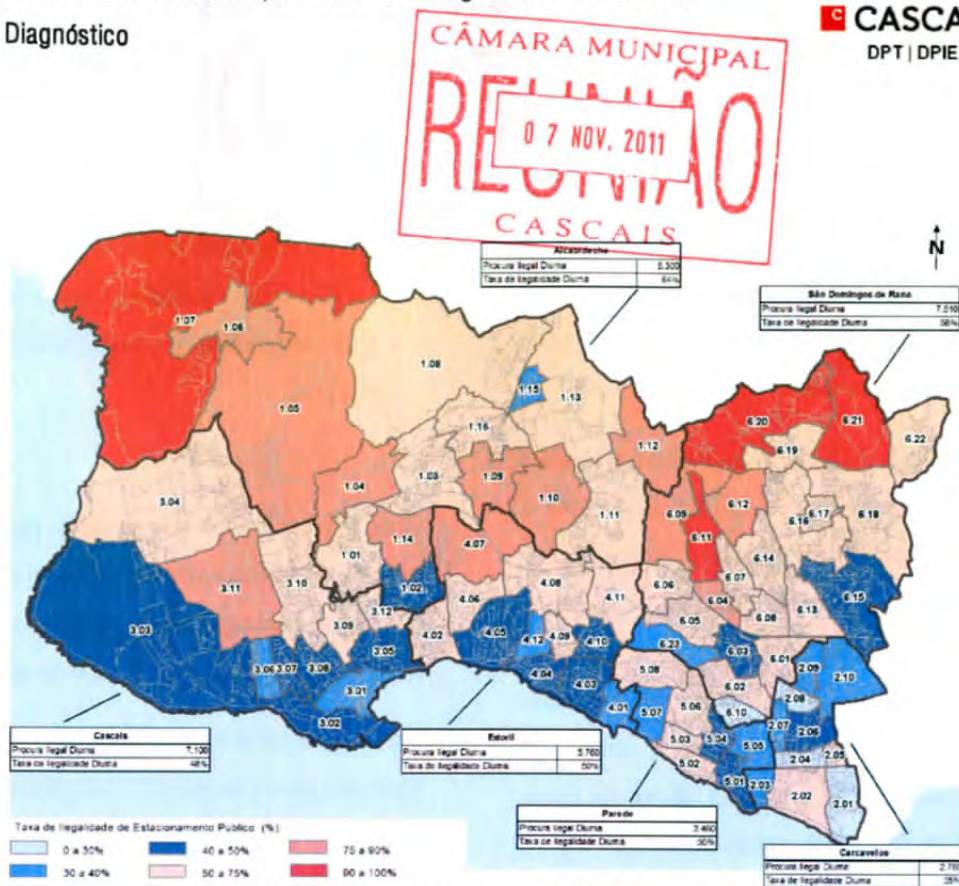 Diagnóstico
CASCA
DPT | DPIE
CÂMARA MUNICIPAL
REUNIÃO
0 7 NOV. 2011
CASCAIS
N
Alcabideche
Procura Ilegal Diurna
Taxa de Ilegalidade Diurna
São Domingos de Rana
Procura Ilegal Diurna
Taxa de Ilegalidade Diurna
1.07
1.06
1.08
1.05
1.15
1.13
1.16
1.12
1.03
1.09
1.04
1.10
1.11
1.01
1.14
1.02
6.20
6.21
6.22
6.19
6.09
6.12
6.11
6.16
6.17
6.18
6.14
6.06
6.07
6.04
6.15
6.13
6.08
6.05
6.23
6.03
6.01
6.02
6.10
3.04
3.11
3.10
3.12
3.09
3.03
3.06
3.07
3.08
3.05
3.01
3.02
4.07
4.08
4.06
4.11
4.02
4.05
4.12
4.09
4.10
4.04
4.03
4.01
5.08
5.07
5.06
5.03
5.04
5.05
5.02
5.01
2.09
2.10
2.08
2.07
2.06
2.04
2.05
2.03
2.02
2.01
Cascais
Procura Ilegal Diurna 7.100
Taxa de Ilegalidade Diurna 48%
Estoril
Procura Ilegal Diurna
Taxa de Ilegalidade Diurna 50%
Parede
Procura Ilegal Diurna
Taxa de Ilegalidade Diurna
Carcavelos
Procura Ilegal Diurna
Taxa de Ilegalidade Diurna
Taxa de Ilegalidade de Estacionamento Público (%)
0 a 30%
40 a 50%
75 a 90%
30 a 40%
50 a 75%
90 a 100%